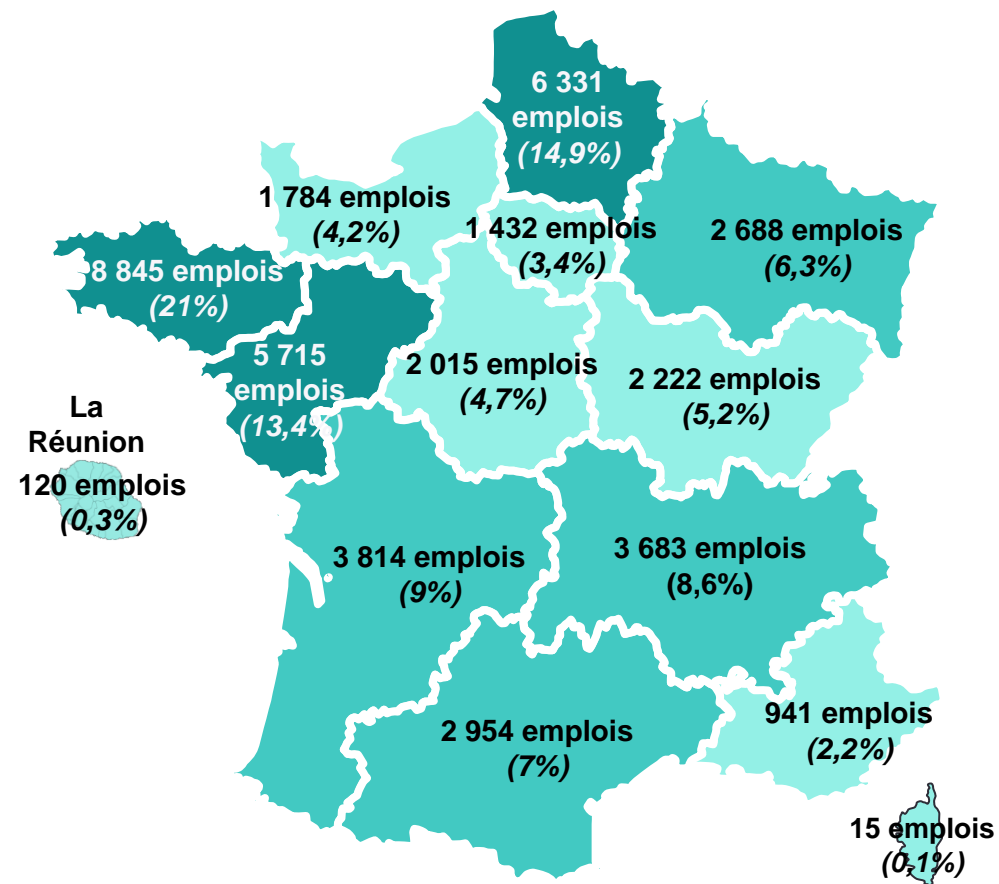 6 331
emplois
(14,9%)
1 784 emplois
(4,2%)
1 432 emplois
(3,4%)
2 688 emplois
(6,3%)
8 845 emplois
(21%)
5 715
emplois
(13,4%)
2 015 emplois
(4,7%)
2 222 emplois
(5,2%)
La
Réunion
120 emplois
(0,3%)
3 814 emplois
(9%)
3 683 emplois
(8,6%)
2 954 emplois
(7%)
941 emplois
(2,2%)
15 emplois
(0,1%)